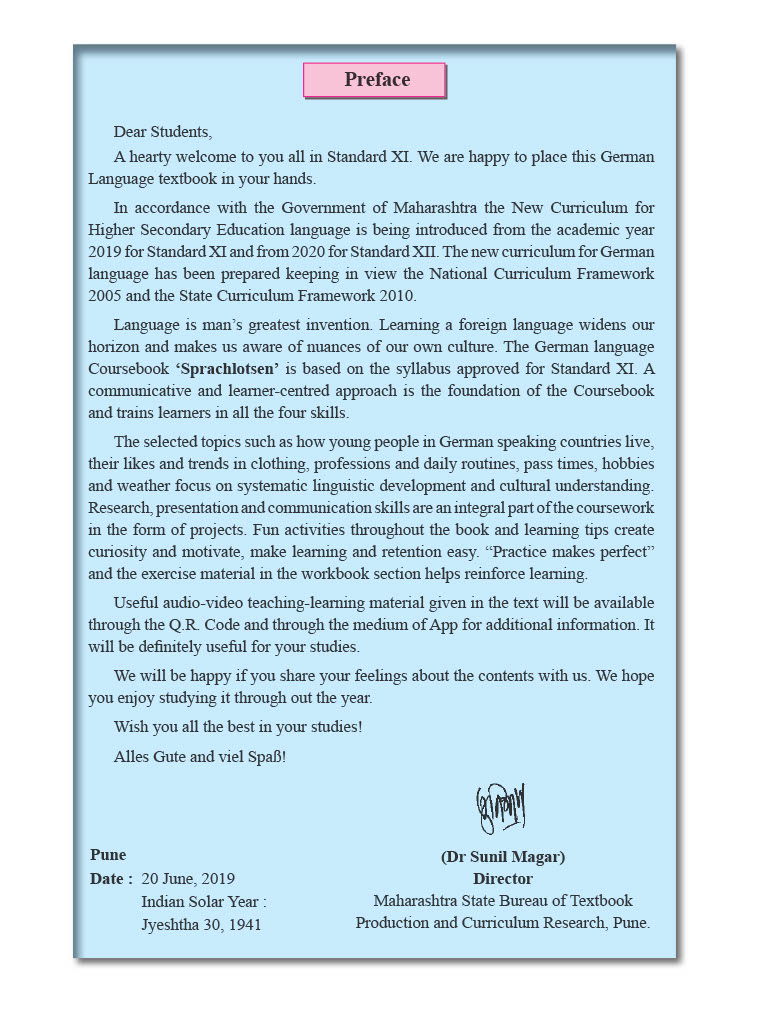 Preface
Dear Students,
A hearty welcome to you all in Standard XI. We are happy to place this German
Language textbook in your hands.
In accordance with the Government of Maharashtra the New Curriculum for
Higher Secondary Education language is being introduced from the academic year
2019 for Standard XI and from 2020 for Standard XII. The new curriculum for German
language has been prepared keeping in view the National Curriculum Framework
2005 and the State Curriculum Framework 2010.
Language is man’s greatest invention. Learning a foreign language widens our
horizon and makes us aware of nuances of our own culture. The German language
Coursebook ‘Sprachlotsen’ is based on the syllabus approved for Standard XI. A
communicative and learner-centred approach is the foundation of the Coursebook
and trains learners in all the four skills.
The selected topics such as how young people in German speaking countries live,
their likes and trends in clothing, professions and daily routines, pass times, hobbies
and weather focus on systematic linguistic development and cultural understanding.
Research, presentation and communication skills are an integral part of the coursework
in the form of projects. Fun activities throughout the book and learning tips create
curiosity and motivate, make learning and retention easy. “Practice makes perfect”
and the exercise material in the workbook section helps reinforce learning.
Useful audio-video teaching-learning material given in the text will be available
through the Q.R. Code and through the medium of App for additional information. It
will be definitely useful for your studies.
We will be happy if you share your feelings about the contents with us. We hope
you enjoy studying it through out the year.
Wish you all the best in your studies!
Alles Gute and viel Spaß!
Pune
Date : 20 June, 2019
Indian Solar Year :
Jyeshtha 30, 1941
(Dr Sunil Magar)
Director
Maharashtra State Bureau of Textbook
Production and Curriculum Research, Pune.